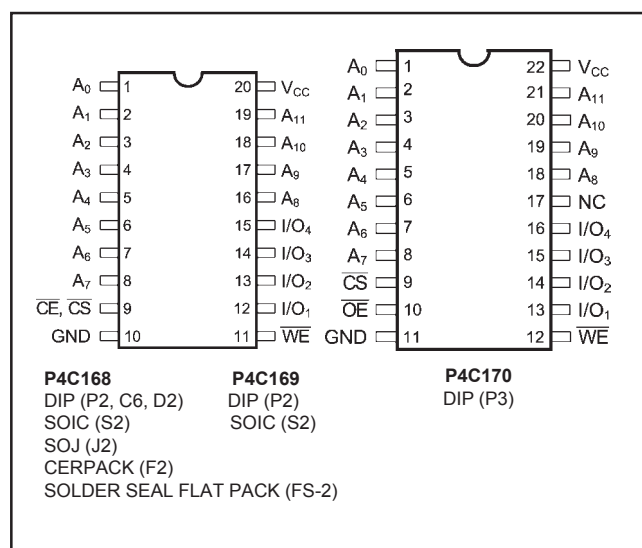 A0 1 20 VCC
A1 2 19 A11
A2 3 18 A10
A3 4 17 A9
A4 5 16 A8
A5 6 15 I/O4
A6 7 14 I/O3
A7 8 13 I/O2
CE, CS 9 12 I/O1
GND 10 11 WE
A0 1 22 VCC
A1 2 21 A11
A2 3 20 A10
A3 4 19 A9
A4 5 18 A8
A5 6 17 NC
A6 7 16 I/O4
A7 8 15 I/O3
CS 9 14 I/O2
OE 10 13 I/O1
GND 11 12 WE
P4C168
DIP (P2, C6, D2)
SOIC (S2)
SOJ (J2)
CERPACK (F2)
SOLDER SEAL FLAT PACK (FS-2)
P4C169
DIP (P2)
SOIC (S2)
P4C170
DIP (P3)